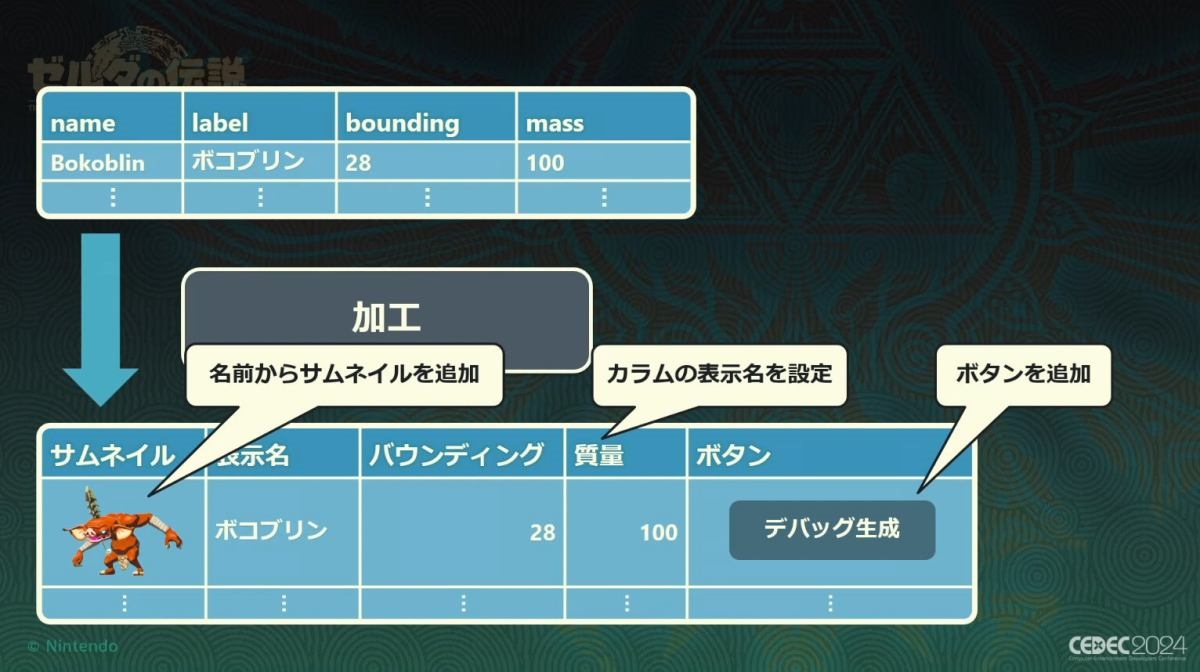 ゼルダの伝説
name label bounding mass
Bokoblin ボコブリン 28 100
⋮ ⋮ ⋮ ⋮
加工
名前からサムネイルを追加
カラムの表示名を設定
ボタンを追加
サムネイル 表示名 バウンディング 質量 ボタン
ボコブリン 28 100 デバッグ生成
⋮ ⋮ ⋮ ⋮ ⋮
© Nintendo
CEDEC2024
Computer Entertainment Developers Conference